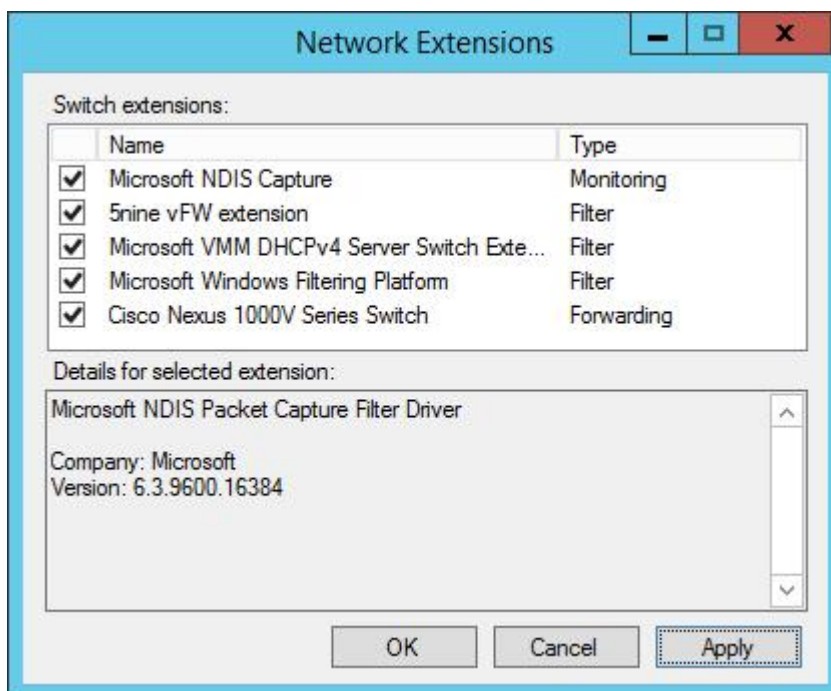 Network Extensions
Switch extensions:
Name Type
Microsoft NDIS Capture Monitoring
5nine vFW extension Filter
Microsoft VMM DHCPv4 Server Switch Exte... Filter
Microsoft Windows Filtering Platform Filter
Cisco Nexus 1000V Series Switch Forwarding
Details for selected extension:
Microsoft NDIS Packet Capture Filter Driver
Company: Microsoft
Version: 6.3.9600.16384
OK Cancel Apply